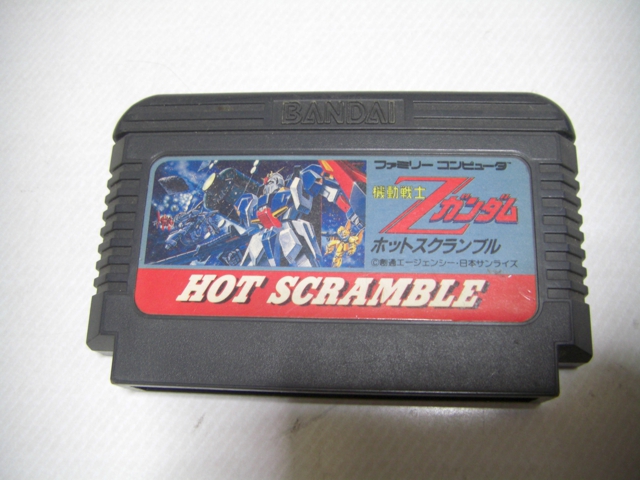 BANDAI
ファミリー コンピュータ
機動戦士
Zガンダム
ホットスクランブル
©創通エージェンシー・日本サンライズ
HOT SCRAMBLE